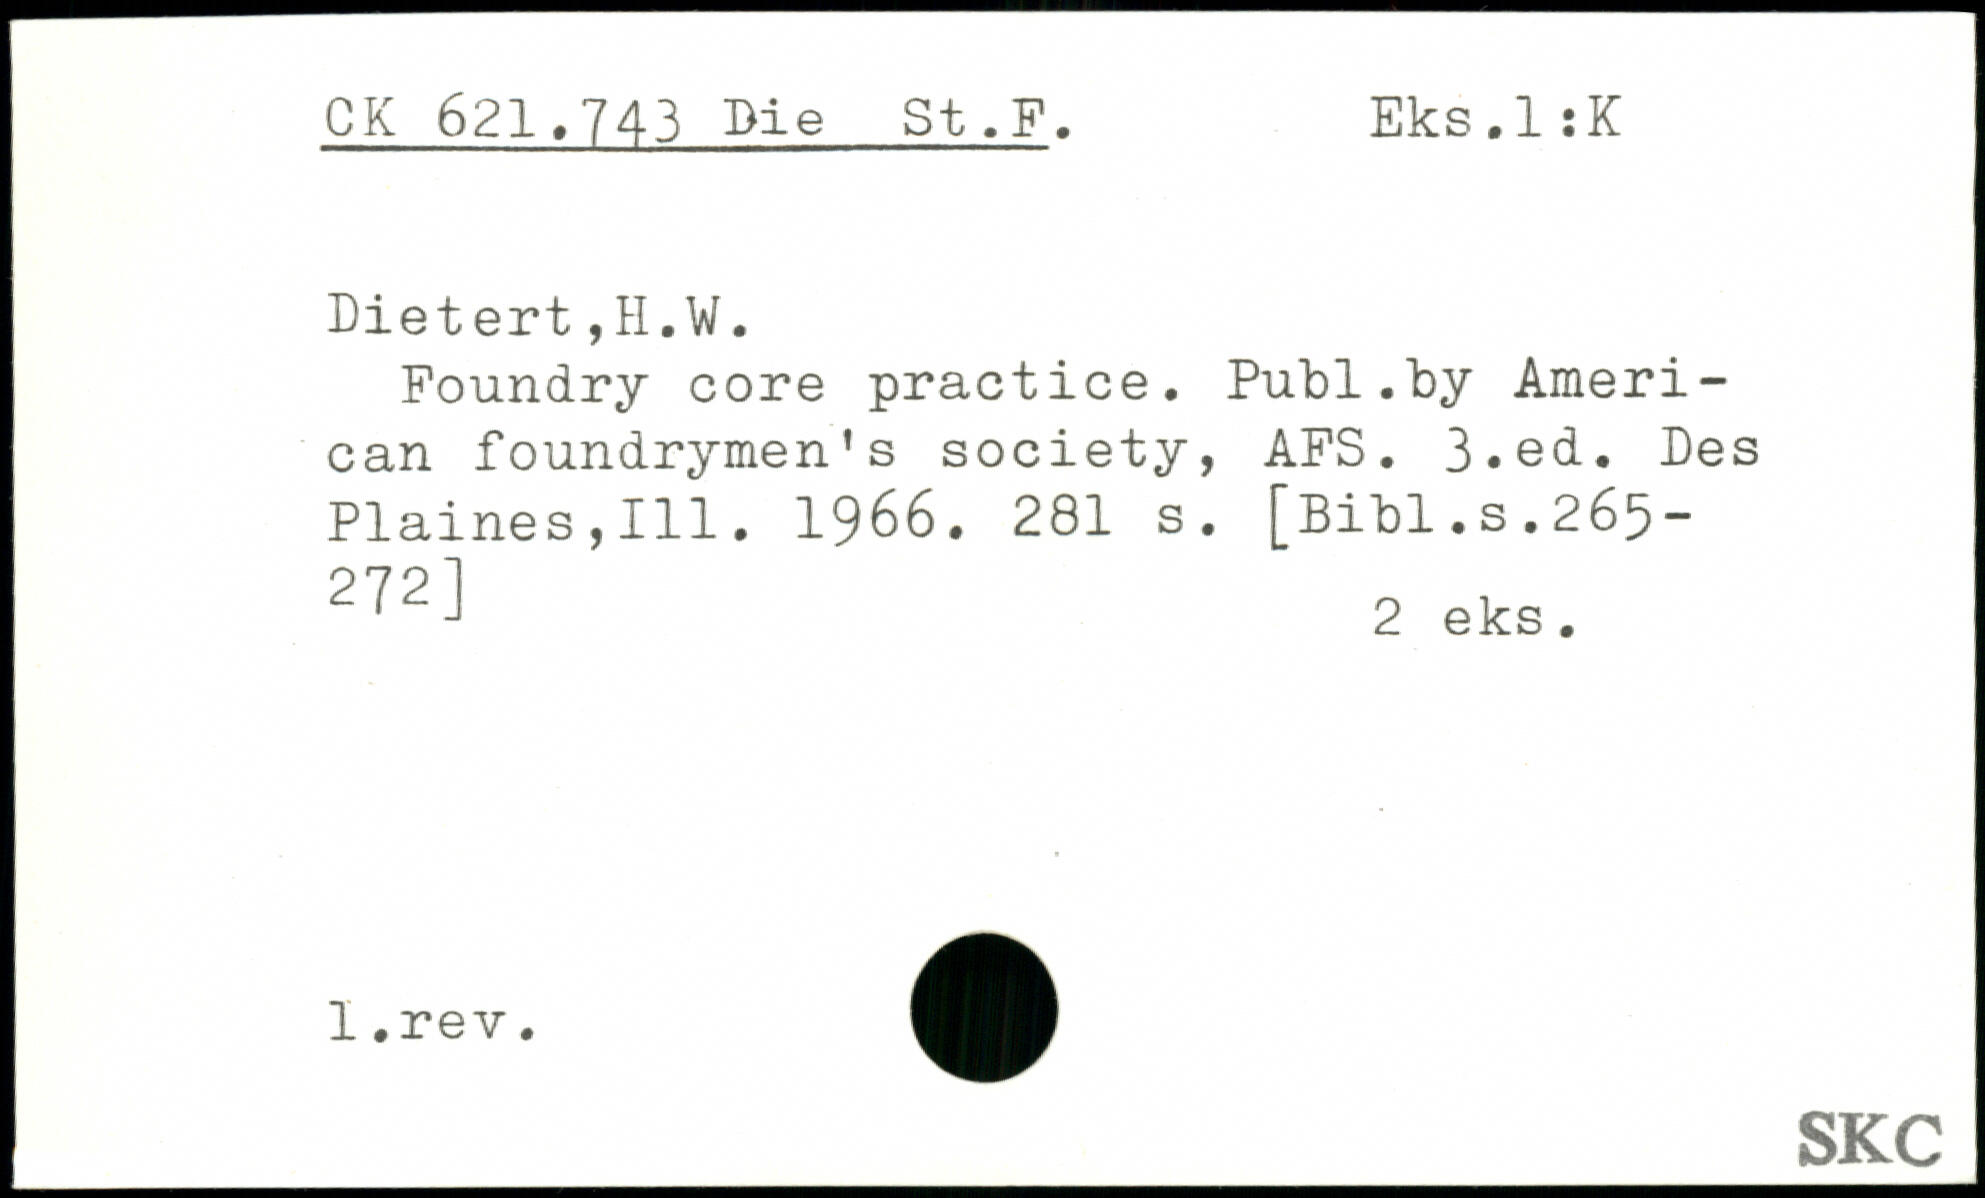 CK 621.743 Die St.F. Eks.1:K
Dietert,H.W.
Foundry core practice. Publ.by Ameri-
can foundrymen's society, AFS. 3.ed. Des
Plaines,Ill. 1966. 281 s. [Bibl.s.265-
272]
2 eks.
1.rev.
SKC